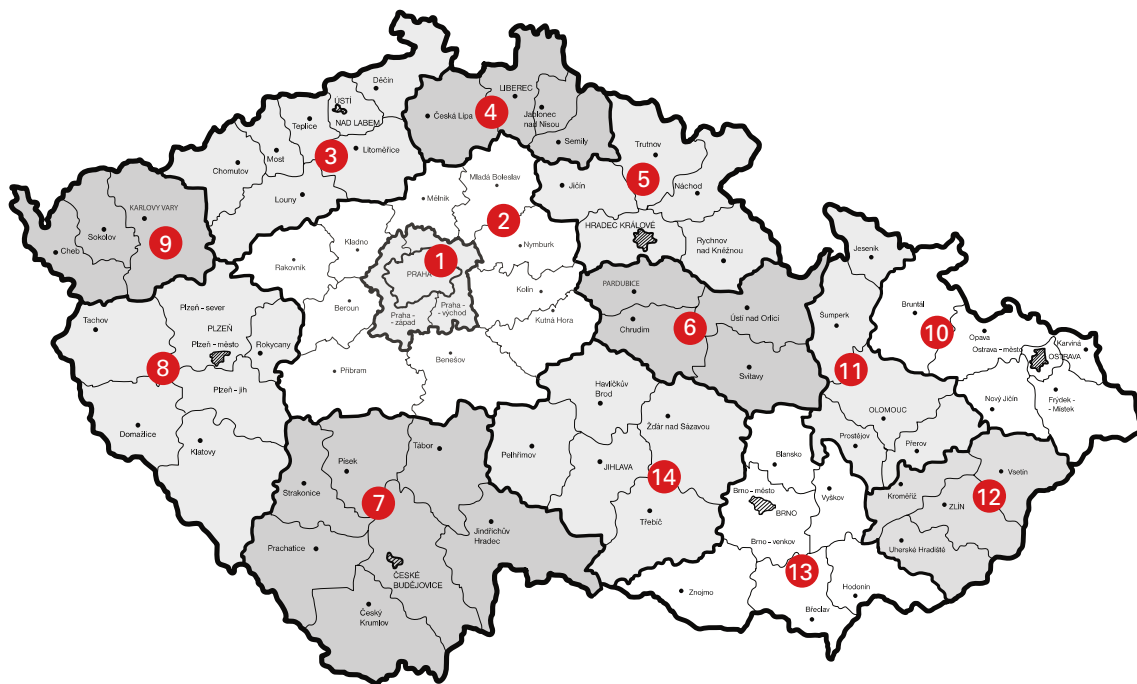 Děčín
ÚSTÍ
NAD LABEM
Teplice
Most
Chomutov
3
Litoměřice
Louny
LIBEREC
4
Česká Lípa
Jablonec
nad Nisou
Semily
Trutnov
5
Jičín
Náchod
HRADEC KRÁLOVÉ
Rychnov
nad Kněžnou
Mladá Boleslav
Mělník
2
Nymburk
Kladno
Rakovník
1
PRAHA
Praha -
- západ
Praha -
- východ
Beroun
Kolín
Kutná Hora
Benešov
Příbram
KARLOVY VARY
Sokolov
9
Cheb
Plzeň – sever
Tachov
PLZEŇ
Plzeň – město
Rokycany
8
Plzeň – jih
Domažlice
Klatovy
PARDUBICE
Chrudim
6
Ústí nad Orlicí
Svitavy
Jeseník
Šumperk
11
OLOMOUC
Prostějov
Přerov
Bruntál
10
Opava
Ostrava – město
Karviná
OSTRAVA
Nový Jičín
Frýdek -
- Místek
Vsetín
Kroměříž
12
ZLÍN
Uherské Hradiště
Havlíčkův
Brod
Žďár nad Sázavou
Pelhřimov
JIHLAVA
14
Třebíč
Blansko
Brno – město
BRNO
Vyškov
Brno – venkov
13
Znojmo
Hodonín
Břeclav
Tábor
Písek
Strakonice
7
Jindřichův
Hradec
Prachatice
ČESKÉ
BUDĚJOVICE
Český
Krumlov